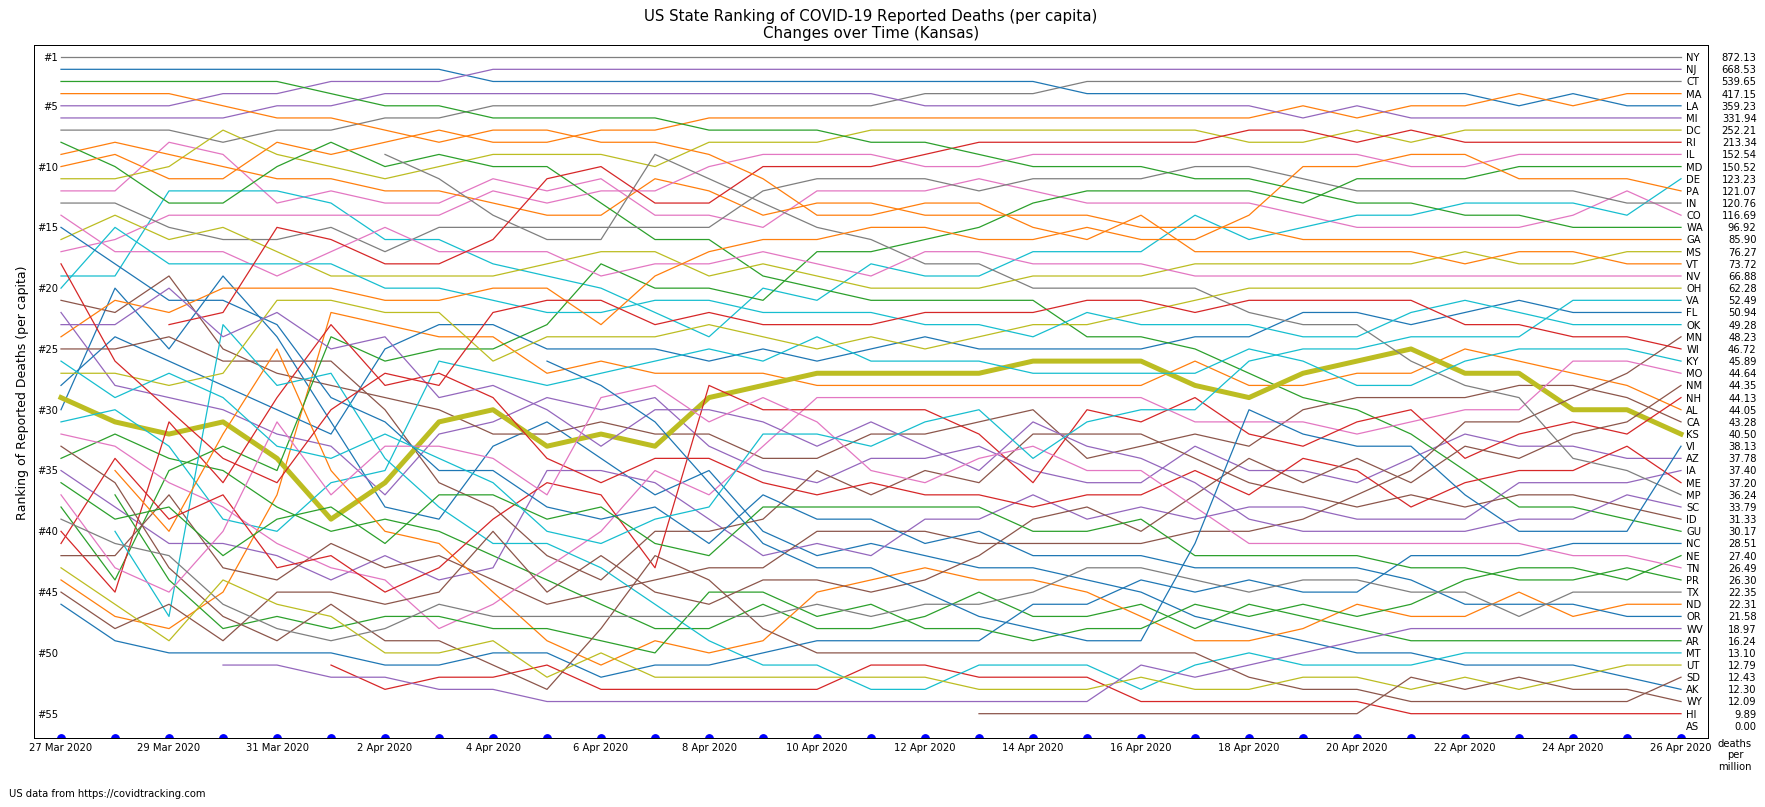 US State Ranking of COVID-19 Reported Deaths (per capita)
Changes over Time (Kansas)
Ranking of Reported Deaths (per capita)
#1
#5
#10
#15
#20
#25
#30
#35
#40
#45
#50
#55
NY 872.13
NJ 668.53
CT 539.65
MA 417.15
LA 359.23
MI 331.94
DC 252.21
RI 213.34
IL 152.54
MD 150.52
DE 123.23
PA 121.07
IN 120.76
CO 116.69
WA 96.92
GA 85.90
MS 76.27
VT 73.72
NV 66.88
OH 62.28
VA 52.49
FL 50.94
OK 49.28
MN 48.23
WI 46.72
KY 45.89
MO 44.64
NM 44.35
NH 44.13
AL 44.05
CA 43.28
KS 40.50
VI 38.13
AZ 37.78
IA 37.40
ME 37.20
MP 36.24
SC 33.79
ID 31.33
GU 30.17
NC 28.51
NE 27.40
TN 26.49
PR 26.30
TX 22.35
ND 22.31
OR 21.58
WV 18.97
AR 16.24
MT 13.10
UT 12.79
SD 12.43
AK 12.30
WY 12.09
HI 9.89
AS 0.00
27 Mar 2020 29 Mar 2020 31 Mar 2020 2 Apr 2020 4 Apr 2020 6 Apr 2020 8 Apr 2020 10 Apr 2020 12 Apr 2020 14 Apr 2020 16 Apr 2020 18 Apr 2020 20 Apr 2020 22 Apr 2020 24 Apr 2020 26 Apr 2020
deaths
per
million
US data from https://covidtracking.com